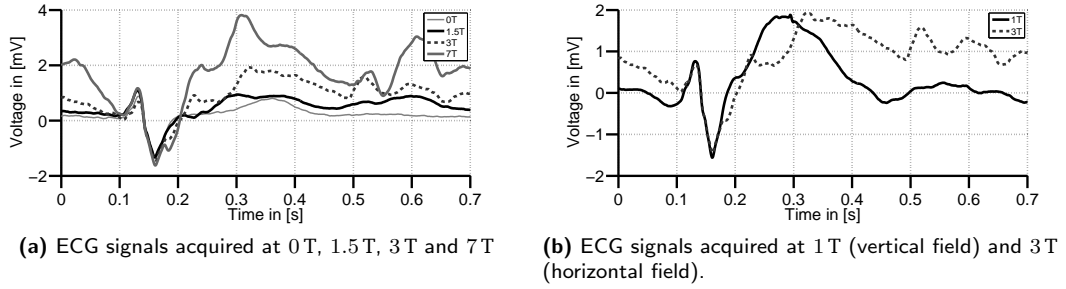 4
2
0
−2
Voltage in [mV]
0
0.1
0.2
0.3
0.4
0.5
0.6
0.7
Time in [s]
0T
1.5T
3T
7T
(a) ECG signals acquired at 0 T, 1.5 T, 3 T and 7 T
2
1
0
−1
−2
Voltage in [mV]
0
0.1
0.2
0.3
0.4
0.5
0.6
0.7
Time in [s]
1T
3T
(b) ECG signals acquired at 1 T (vertical field) and 3 T
(horizontal field).